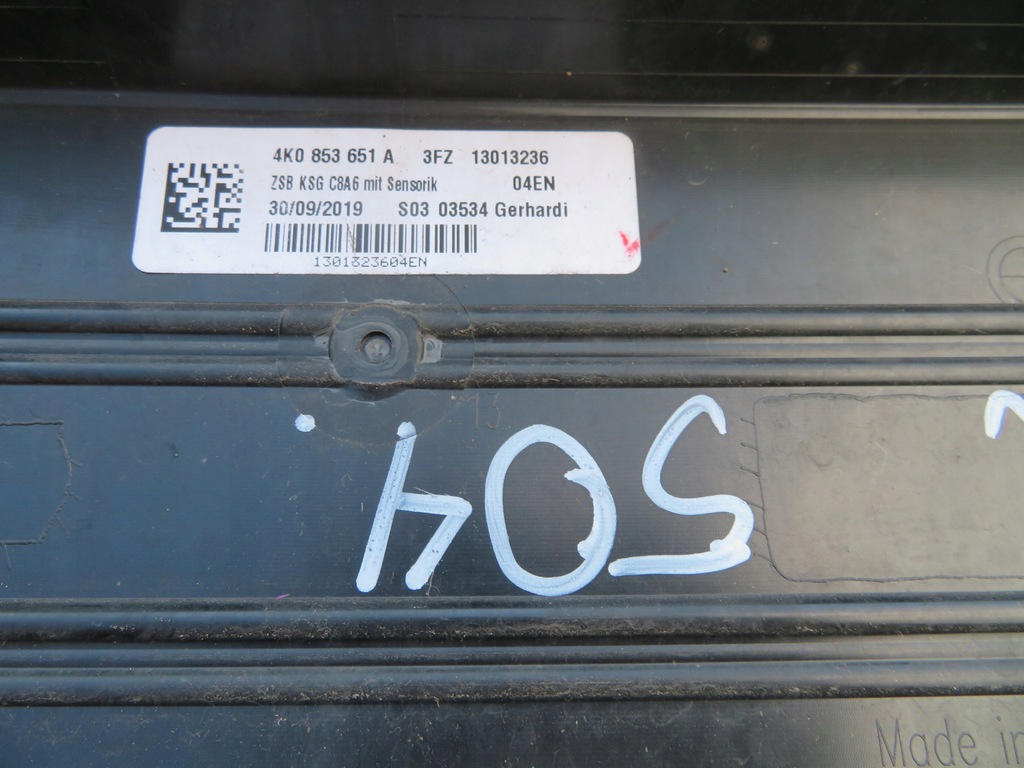 4K0 853 651 A 3FZ 13013236
ZSB KSG C8A6 mit Sensorik 04EN
30/09/2019 S03 03534 Gerhardi
1301323604EN
504
Made in